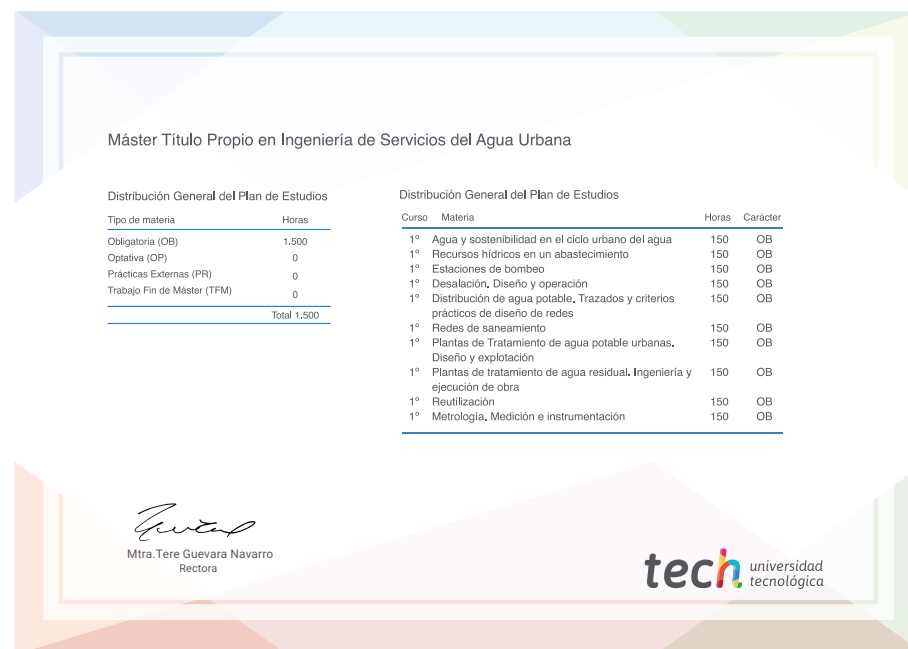 Máster Título Propio en Ingeniería de Servicios del Agua Urbana
Distribución General del Plan de Estudios
Tipo de materia Horas
Obligatoria (OB) 1.500
Optativa (OP) 0
Prácticas Externas (PR) 0
Trabajo Fin de Máster (TFM) 0
Total 1.500
Distribución General del Plan de Estudios
Curso Materia Horas Carácter
1º Agua y sostenibilidad en el ciclo urbano del agua 150 OB
1º Recursos hídricos en un abastecimiento 150 OB
1º Estaciones de bombeo 150 OB
1º Desalación. Diseño y operación 150 OB
1º Distribución de agua potable. Trazados y criterios 150 OB
prácticos de diseño de redes
1º Redes de saneamiento 150 OB
1º Plantas de Tratamiento de agua potable urbanas. 150 OB
Diseño y explotación
1º Plantas de tratamiento de agua residual. Ingeniería y 150 OB
ejecución de obra
1º Reutilización 150 OB
1º Metrología. Medición e instrumentación 150 OB
Mtra.Tere Guevara Navarro
Rectora
tech universidad
tecnológica